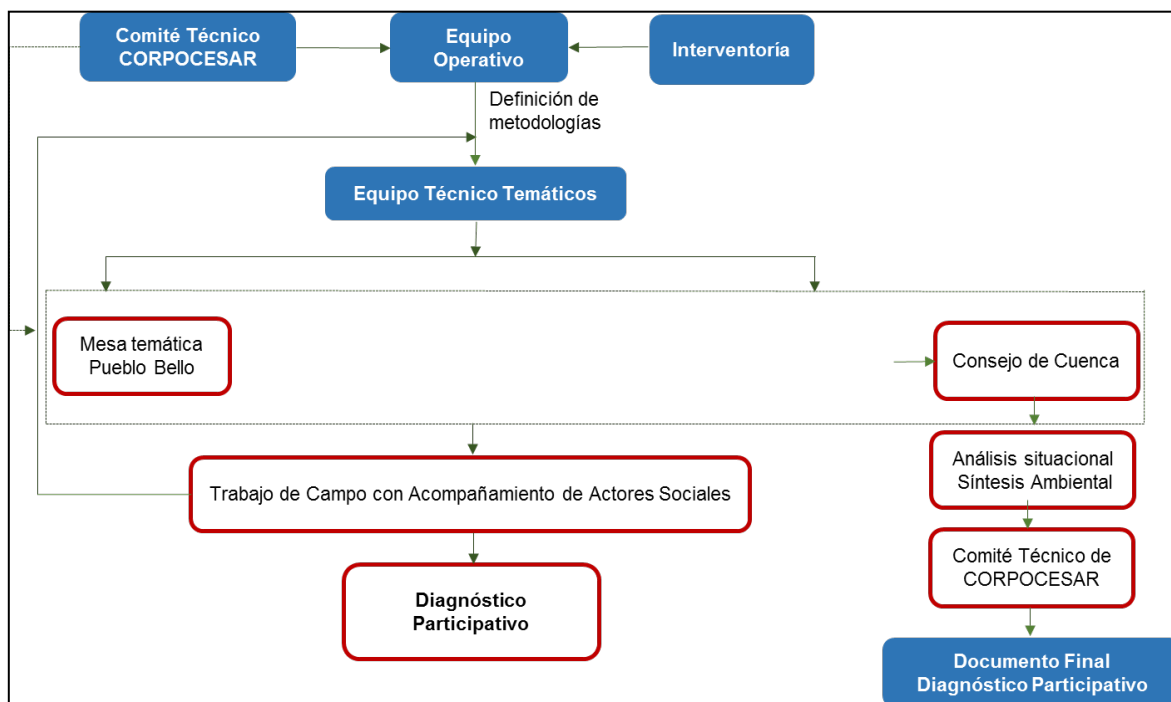 Comité Técnico
CORPOCESAR
Equipo
Operativo
Interventoría
Definición de
metodologías
Equipo Técnico Temáticos
Mesa temática
Pueblo Bello
Consejo de Cuenca
Trabajo de Campo con Acompañamiento de Actores Sociales
Análisis situacional
Síntesis Ambiental
Comité Técnico de
CORPOCESAR
Diagnóstico
Participativo
Documento Final
Diagnóstico Participativo